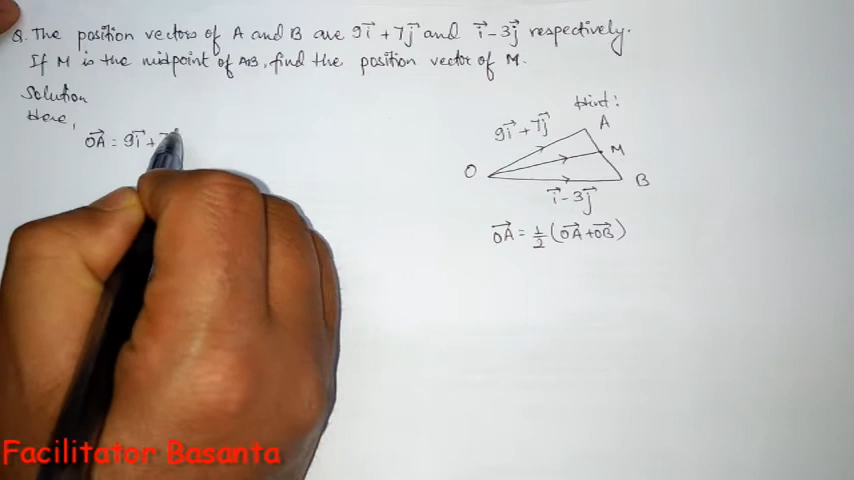 Q. The position vectors of A and B are 9i⃗ + 7j⃗ and i⃗ - 3j⃗ respectively.
If M is the midpoint of AB, find the position vector of M.
Solution
Here,
OA⃗ = 9i⃗ + 7
Hint:
9i⃗ + 7j⃗
A
M
O
B
i⃗ - 3j⃗
OA⃗ = 1/2 (OA⃗ + OB⃗)
Facilitator Basanta